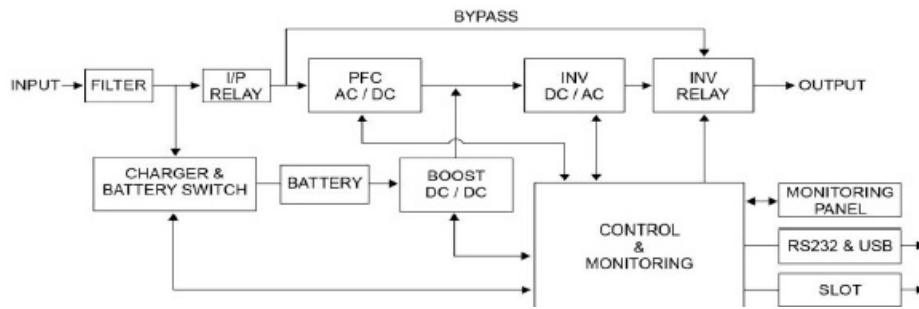 BYPASS
INPUT
FILTER
I/P
RELAY
PFC
AC / DC
INV
DC / AC
INV
RELAY
OUTPUT
CHARGER &
BATTERY SWITCH
BATTERY
BOOST
DC / DC
CONTROL
&
MONITORING
MONITORING
PANEL
RS232 & USB
SLOT